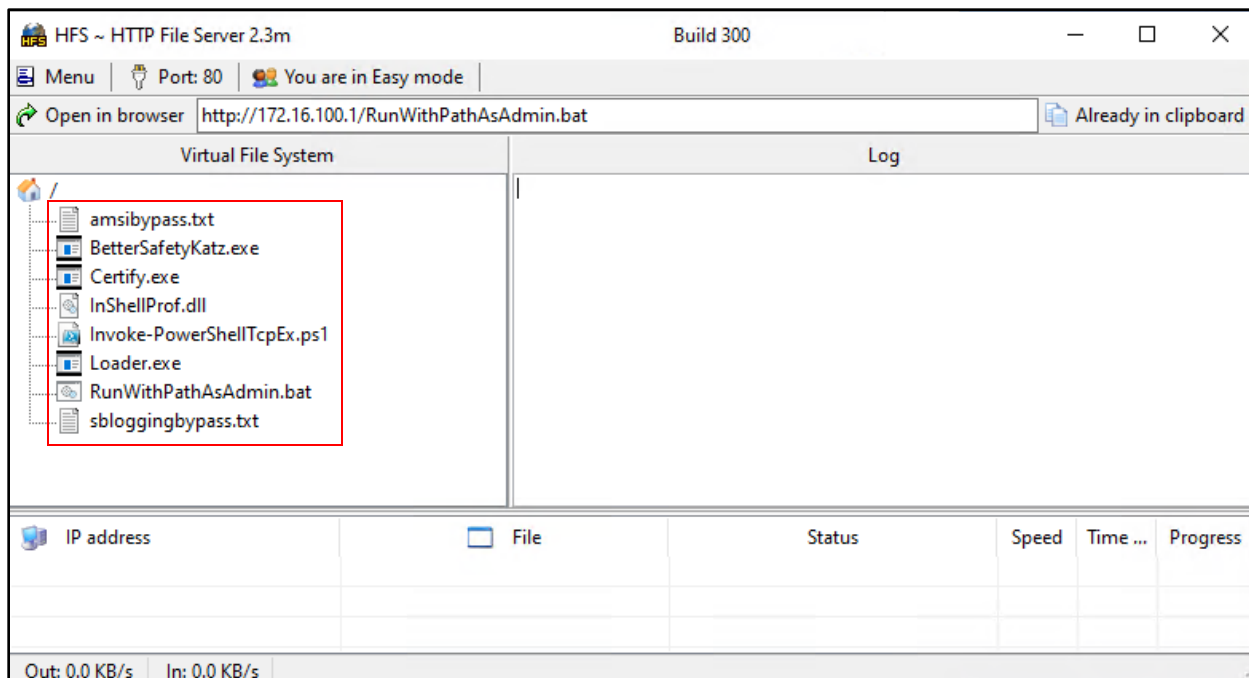 HFS ~ HTTP File Server 2.3m Build 300
Menu Port: 80 You are in Easy mode
Open in browser http://172.16.100.1/RunWithPathAsAdmin.bat Already in clipboard
Virtual File System Log
/
amsibypass.txt
BetterSafetyKatz.exe
Certify.exe
InShellProf.dll
Invoke-PowerShellTcpEx.ps1
Loader.exe
RunWithPathAsAdmin.bat
sbloggingbypass.txt
IP address File Status Speed Time ... Progress
Out: 0.0 KB/s In: 0.0 KB/s